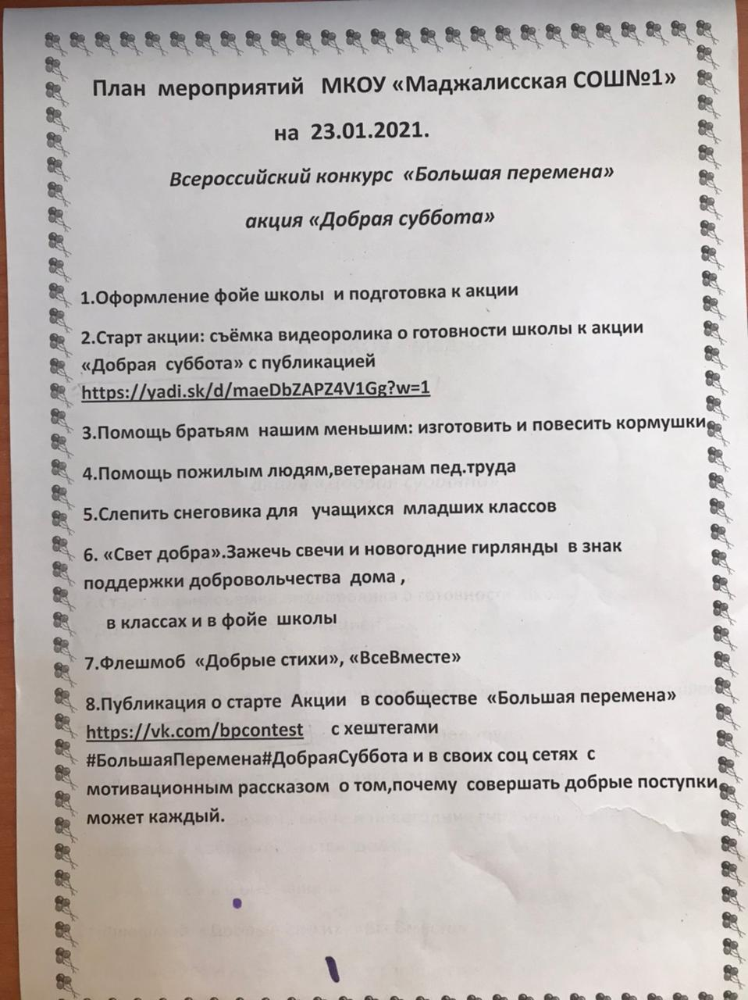 План мероприятий МКОУ «Маджалисская СОШ№1»
на 23.01.2021.
Всероссийский конкурс «Большая перемена»
акция «Добрая суббота»
1.Оформление фойе школы и подготовка к акции
2.Старт акции: съёмка видеоролика о готовности школы к акции
«Добрая суббота» с публикацией
https://yadi.sk/d/maeDbZAPZ4V1Gg?w=1
3.Помощь братьям нашим меньшим: изготовить и повесить кормушки
4.Помощь пожилым людям,ветеранам пед.труда
5.Слепить снеговика для учащихся младших классов
6. «Свет добра».Зажечь свечи и новогодние гирлянды в знак
поддержки добровольчества дома ,
в классах и в фойе школы
7.Флешмоб «Добрые стихи», «ВсеВместе»
8.Публикация о старте Акции в сообществе «Большая перемена»
https://vk.com/bpcontest с хештегами
#БольшаяПеремена#ДобраяСуббота и в своих соц сетях с
мотивационным рассказом о том,почему совершать добрые поступки
может каждый.